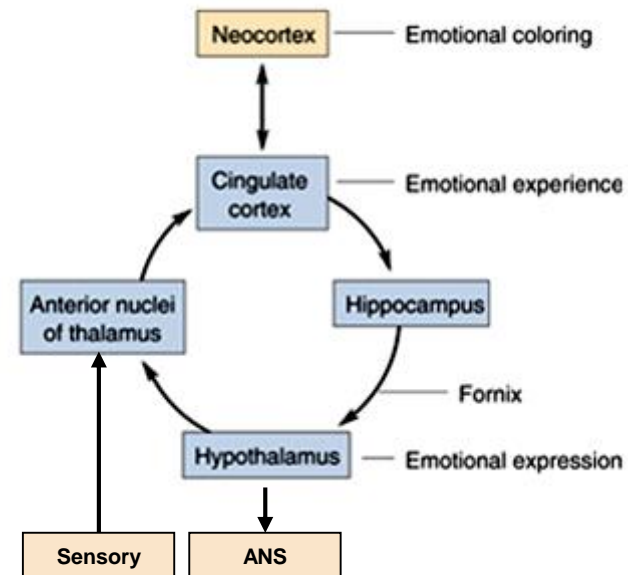 Neocortex
Emotional coloring
Cingulate
cortex
Emotional experience
Anterior nuclei
of thalamus
Hippocampus
Fornix
Hypothalamus
Emotional expression
Sensory
ANS